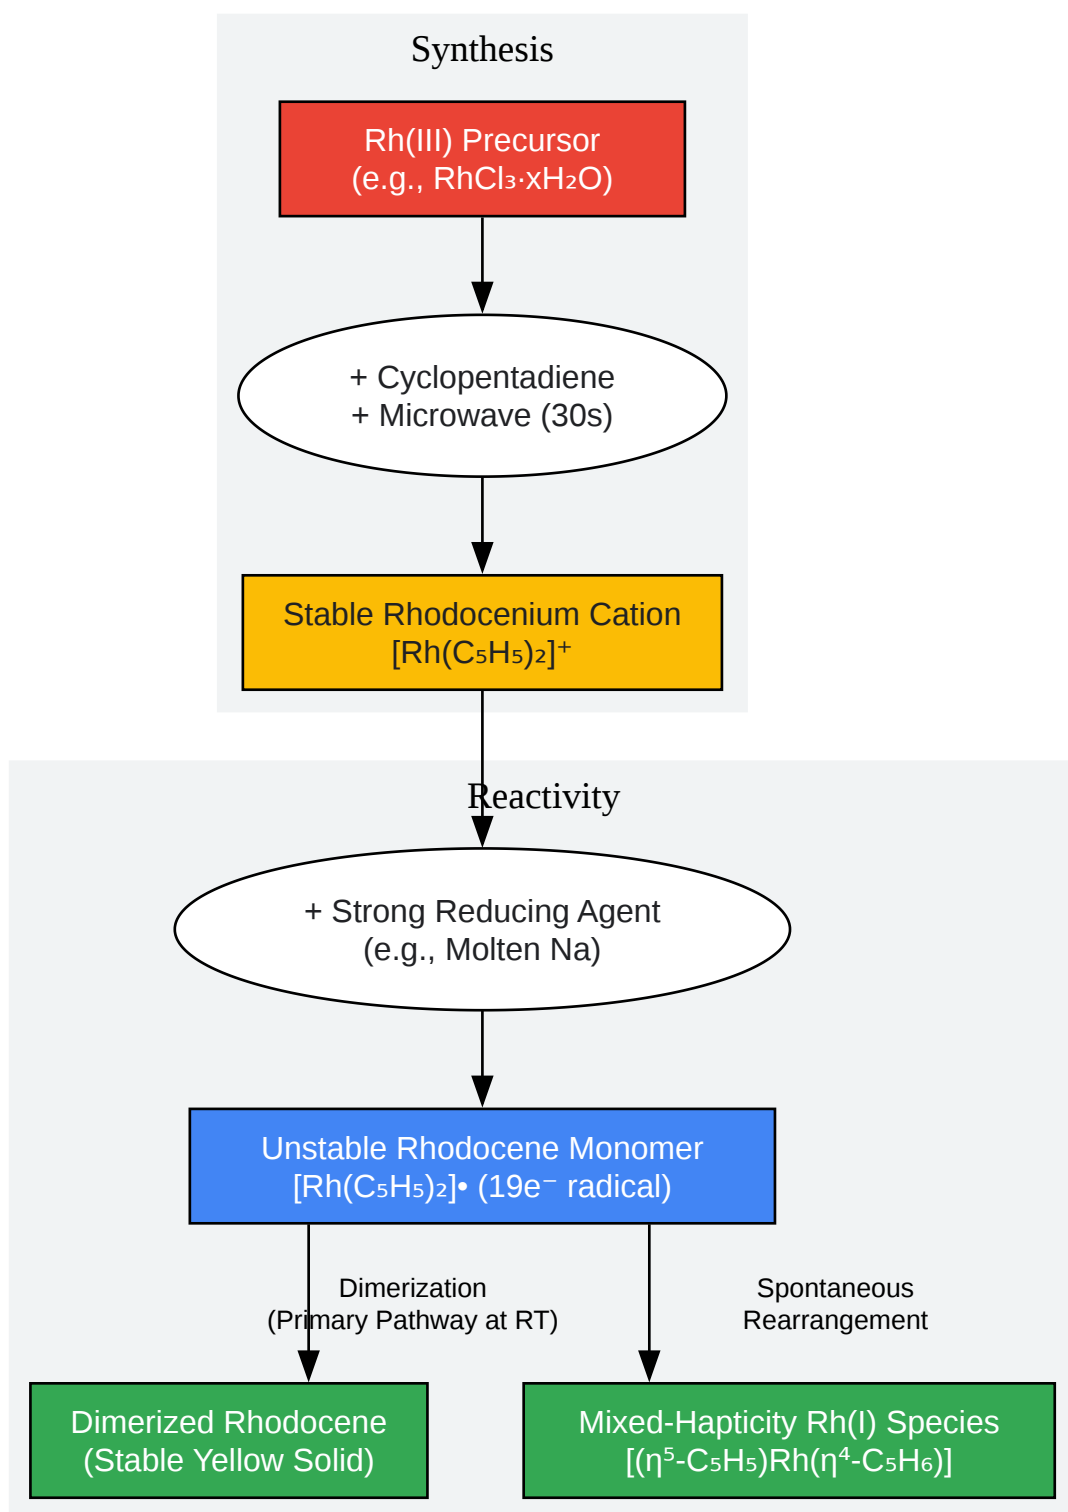 Synthesis
Rh(III) Precursor
(e.g., RhCl₃·xH₂O)
+ Cyclopentadiene
+ Microwave (30s)
Stable Rhodocenium Cation
[Rh(C₅H₅)₂]⁺
Reactivity
+ Strong Reducing Agent
(e.g., Molten Na)
Unstable Rhodocene Monomer
[Rh(C₅H₅)₂]• (19e⁻ radical)
Dimerization
(Primary Pathway at RT)
Spontaneous
Rearrangement
Dimerized Rhodocene
(Stable Yellow Solid)
Mixed-Hapticity Rh(I) Species
[(η⁵-C₅H₅)Rh(η⁴-C₅H₆)]